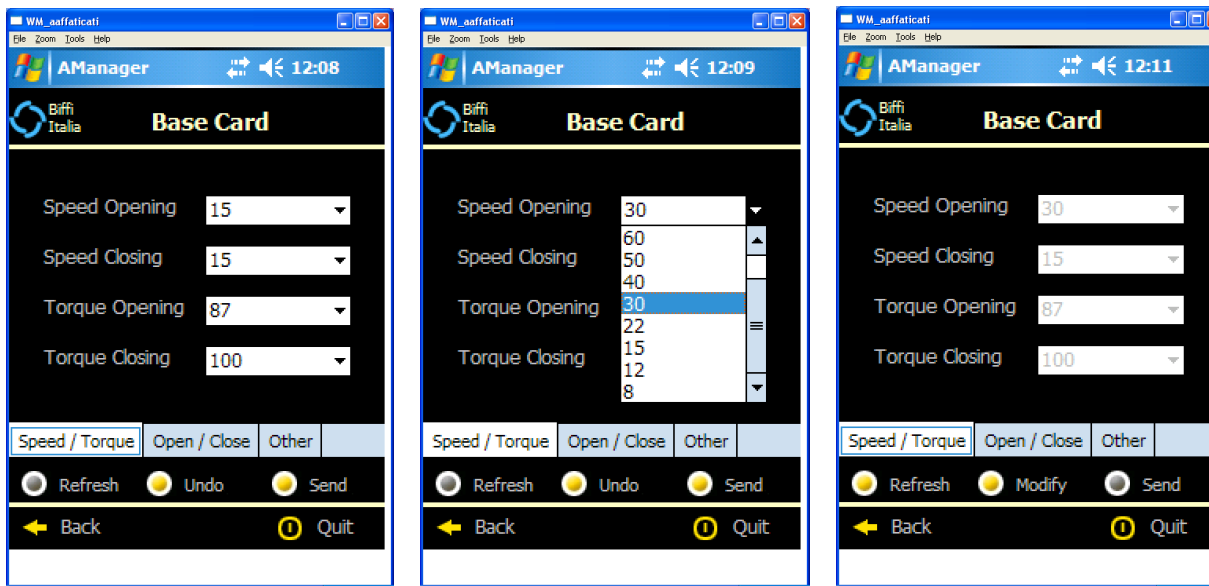 WM_aaffaticati
File Zoom Tools Help
AManager 12:08
Biffi
Italia
Base Card
Speed Opening 15
Speed Closing 15
Torque Opening 87
Torque Closing 100
Speed / Torque Open / Close Other
Refresh Undo Send
Back Quit
WM_aaffaticati
File Zoom Tools Help
AManager 12:09
Biffi
Italia
Base Card
Speed Opening 30
60
Speed Closing 50
40
Torque Opening 30
22
15
Torque Closing 12
8
Speed / Torque Open / Close Other
Refresh Undo Send
Back Quit
WM_aaffaticati
File Zoom Tools Help
AManager 12:11
Biffi
Italia
Base Card
Speed Opening 30
Speed Closing 15
Torque Opening 87
Torque Closing 100
Speed / Torque Open / Close Other
Refresh Modify Send
Back Quit